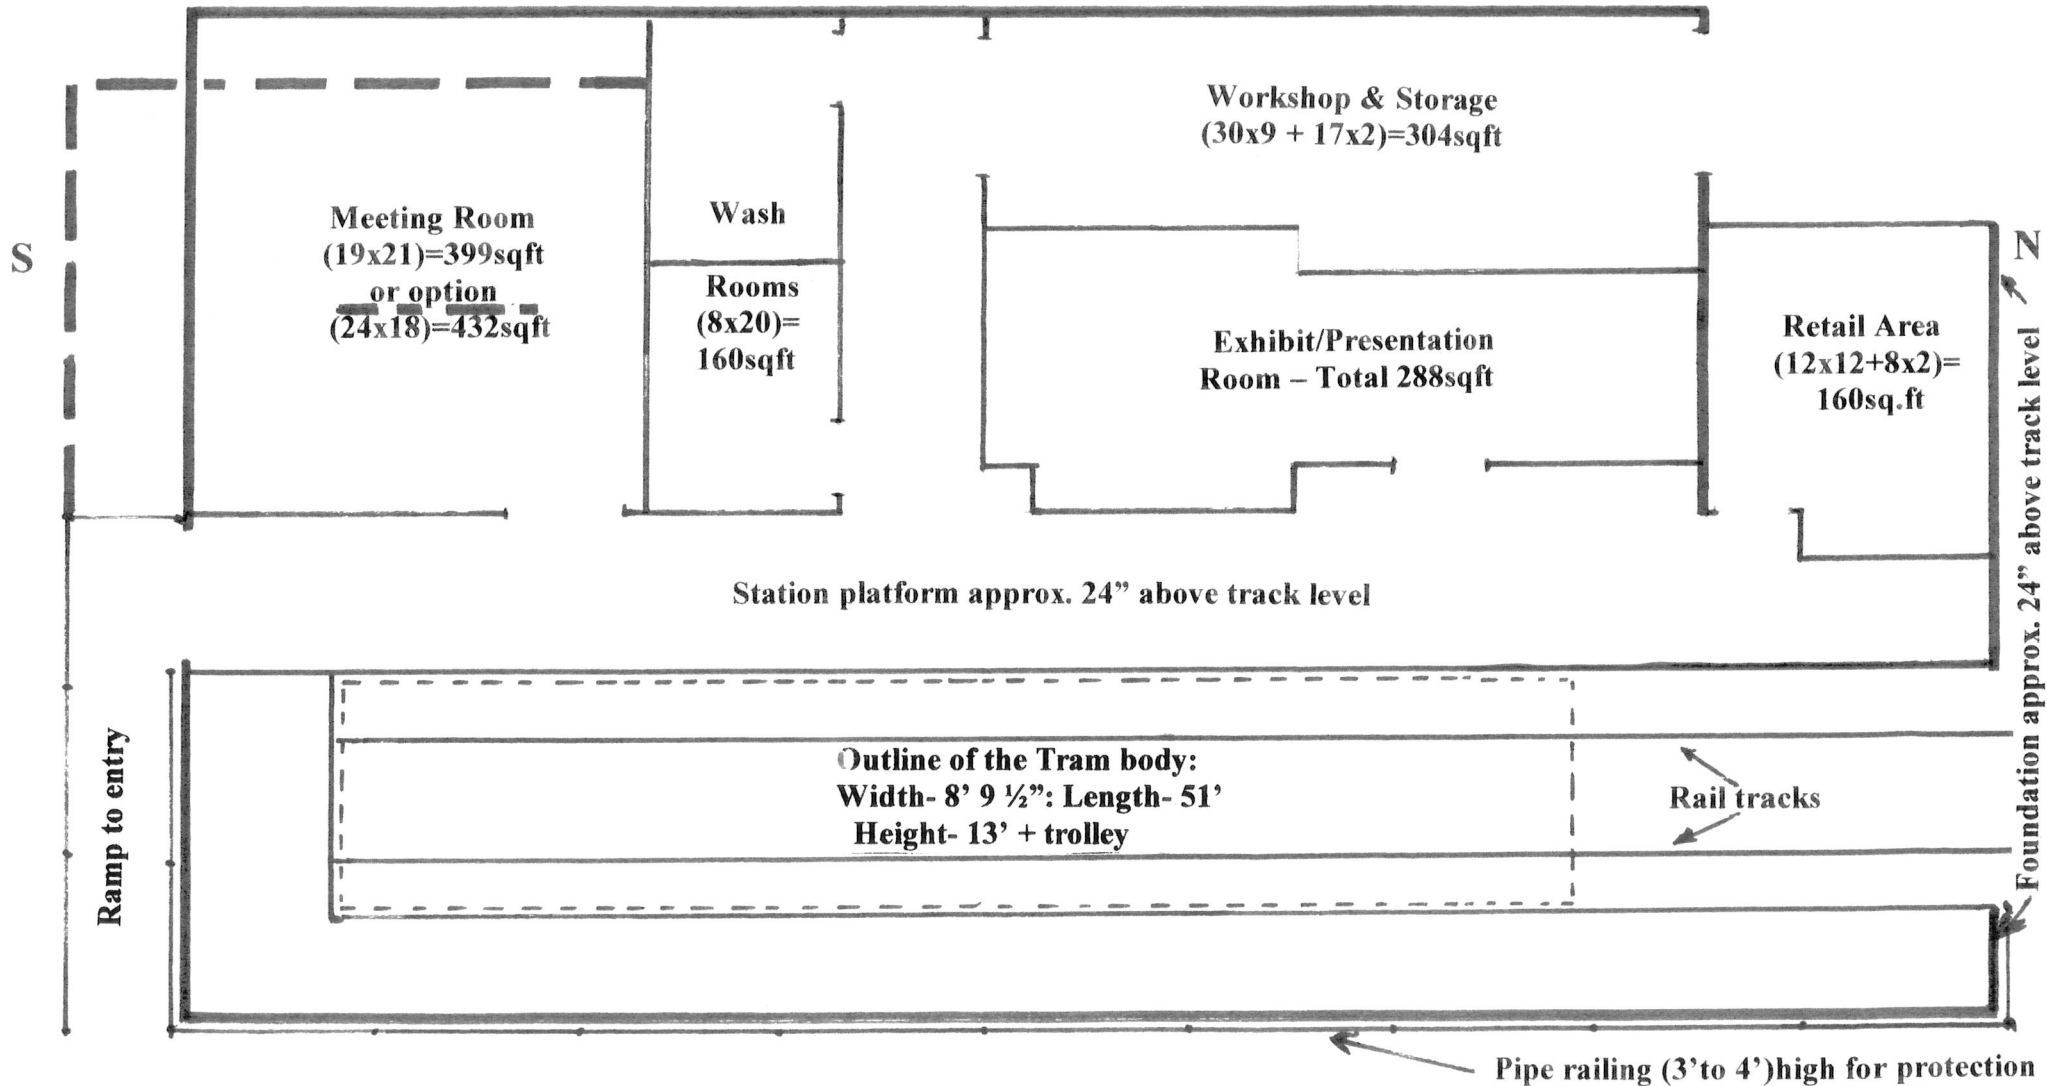 Workshop & Storage
(30x9 + 17x2)=304sqft
Meeting Room
(19x21)=399sqft
or option
(24x18)=432sqft
Wash
Rooms
(8x20)=
160sqft
S
N
Exhibit/Presentation
Room – Total 288sqft
Retail Area
(12x12+8x2)=
160sq.ft
Station platform approx. 24” above track level
Foundation approx. 24” above track level
Ramp to entry
Outline of the Tram body:
Width- 8’ 9 ½”: Length- 51’
Height- 13’ + trolley
Rail tracks
Pipe railing (3’to 4’)high for protection